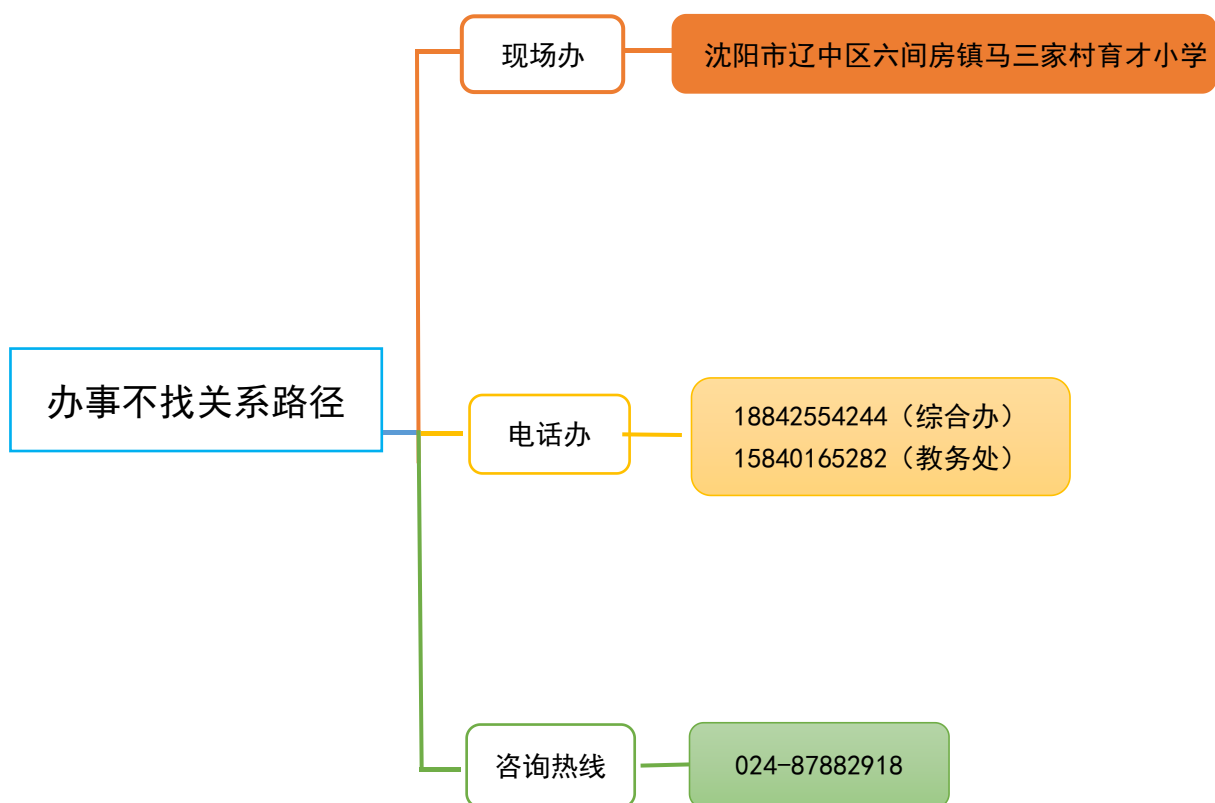 现场办
沈阳市辽中区六间房镇马三家村育才小学
办事不找关系路径
电话办
18842554244（综合办）
15840165282（教务处）
咨询热线
024-87882918